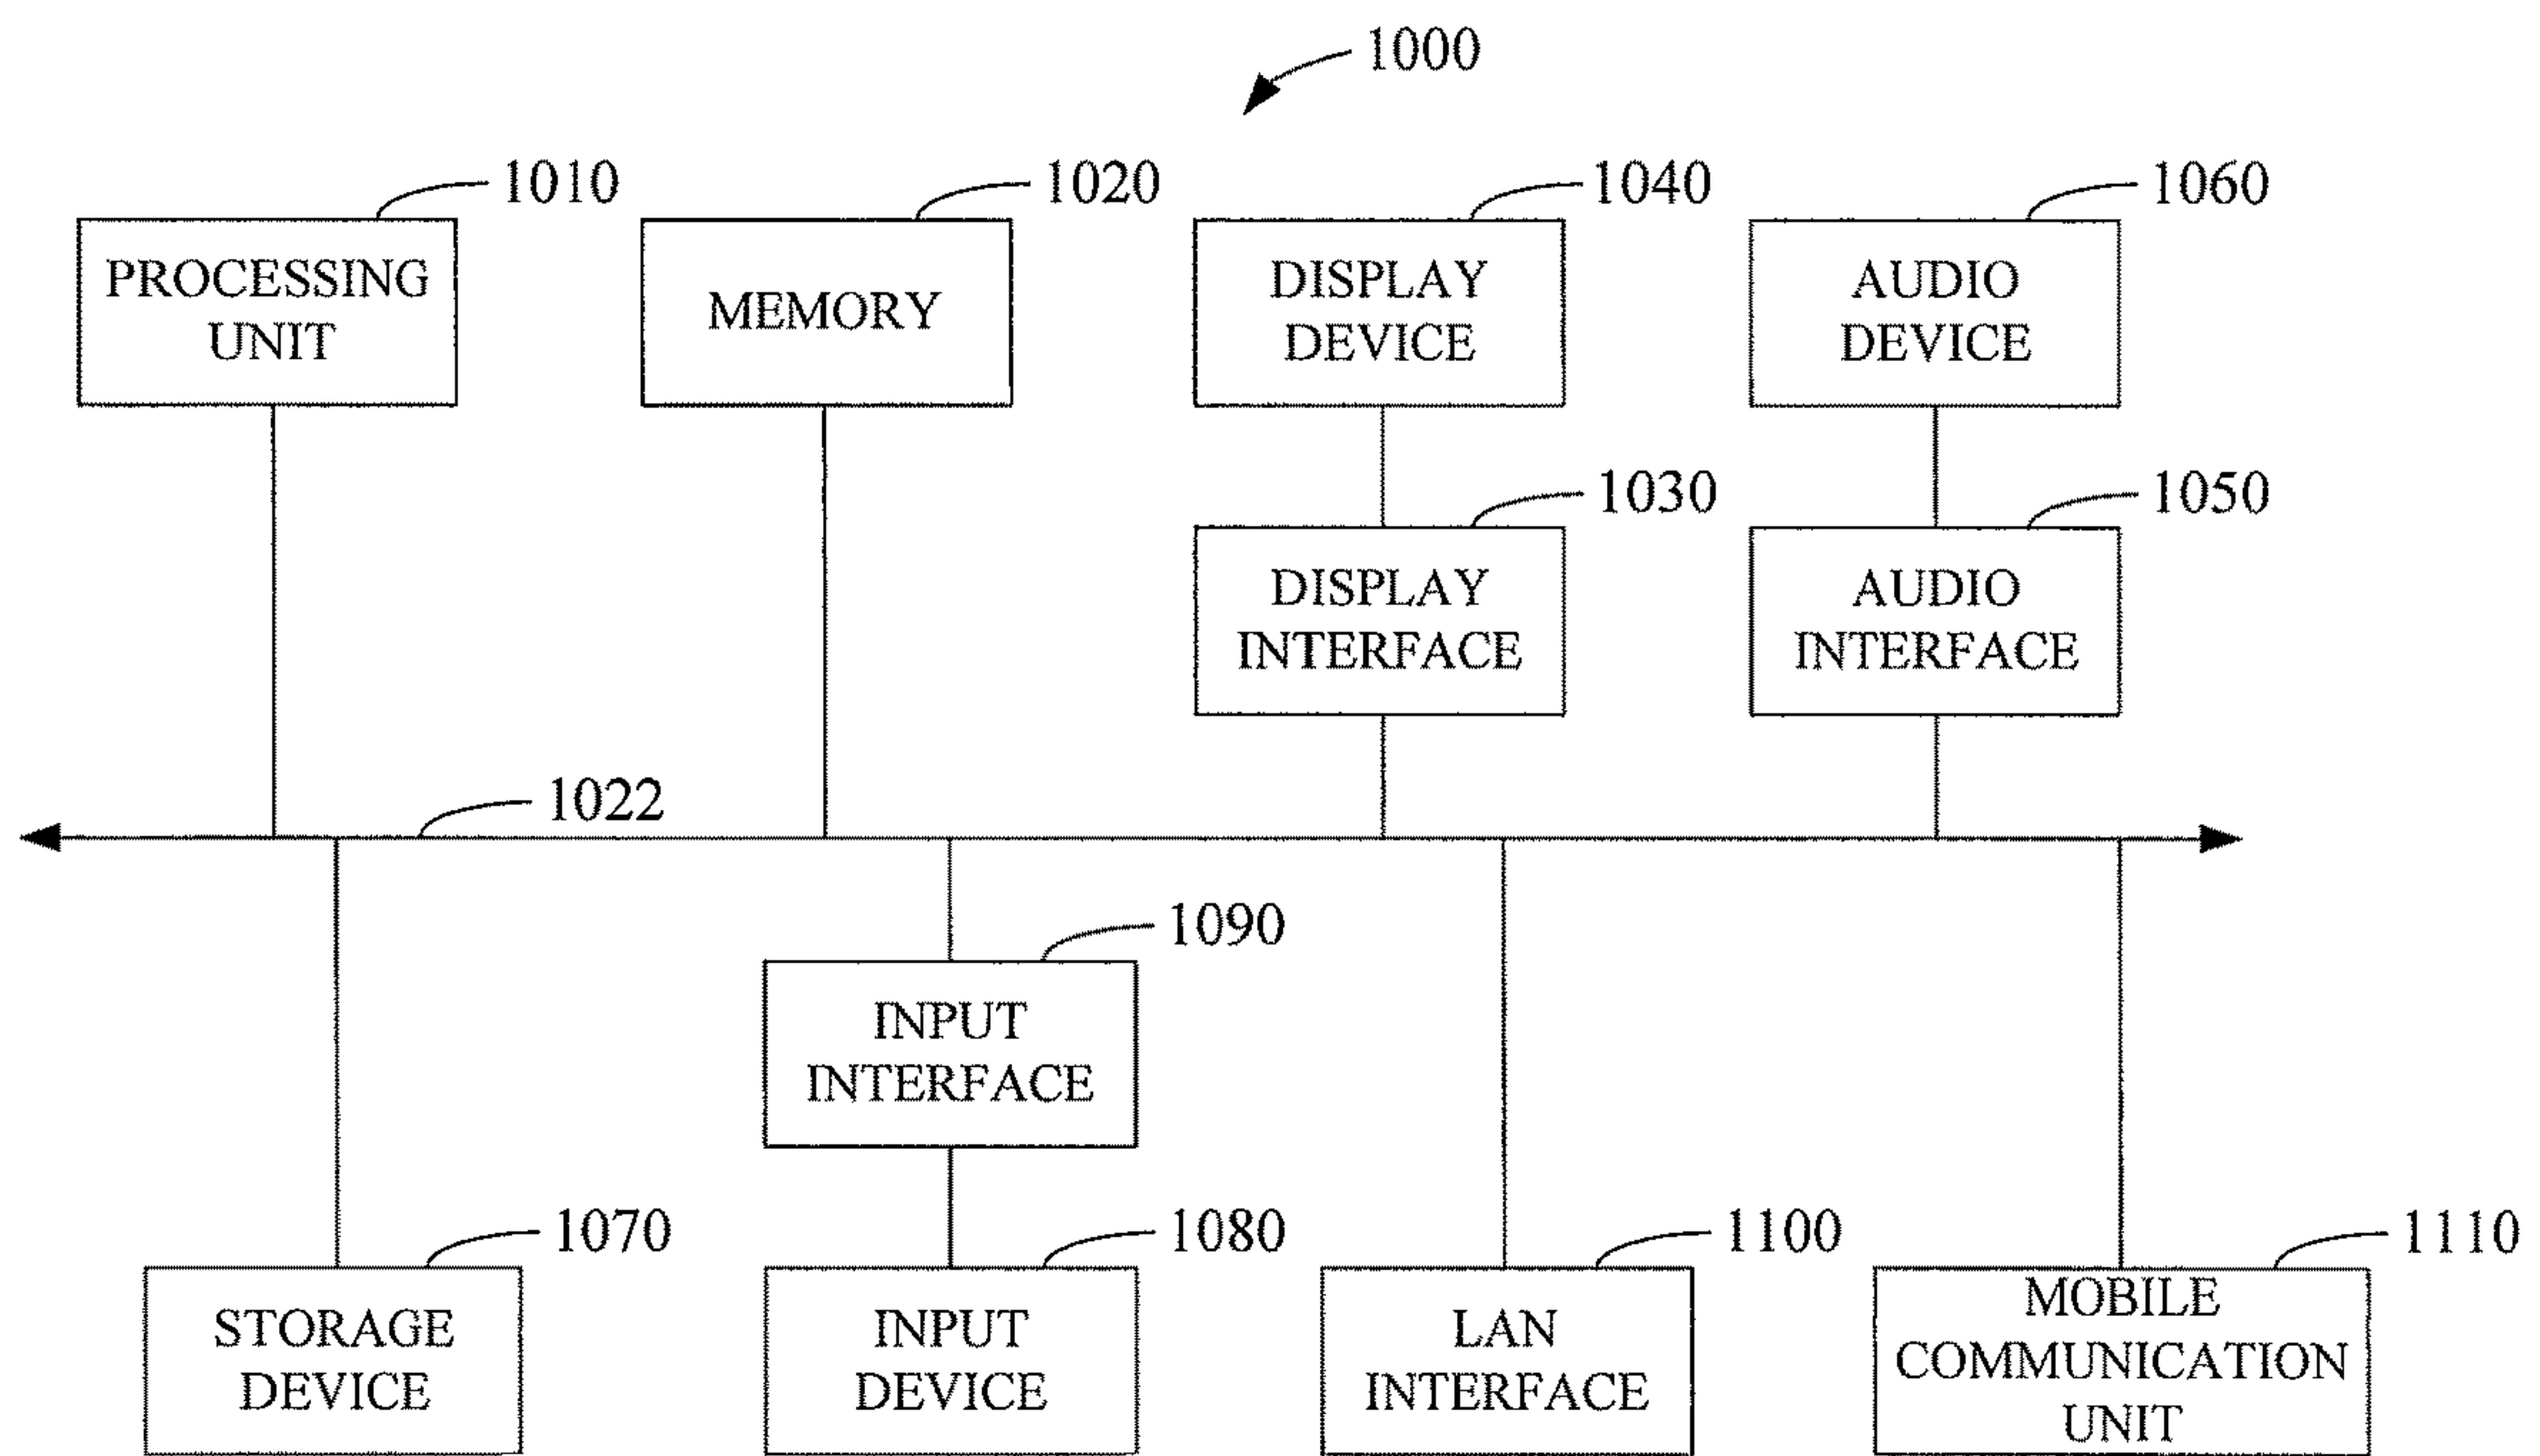 1000
1010
1020
1040
1060
PROCESSING
UNIT
MEMORY
DISPLAY
DEVICE
AUDIO
DEVICE
1030
1050
DISPLAY
INTERFACE
AUDIO
INTERFACE
1022
1090
INPUT
INTERFACE
1070
1080
1100
1110
STORAGE
DEVICE
INPUT
DEVICE
LAN
INTERFACE
MOBILE
COMMUNICATION
UNIT